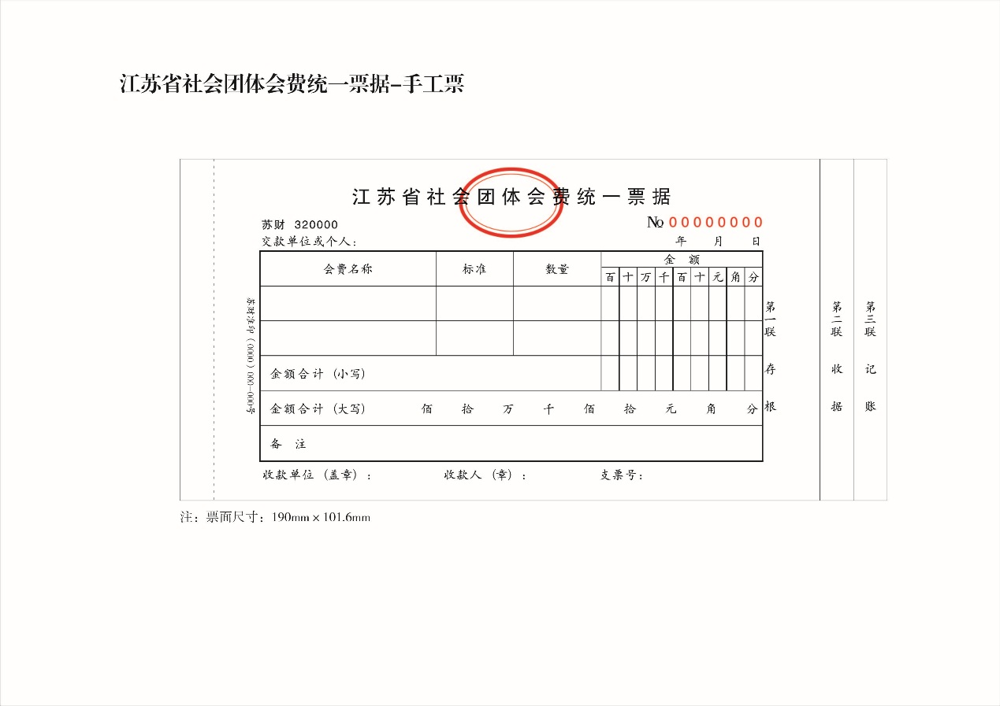 江苏省社会团体会费统一票据–手工票
江苏省社会团体会费统一票据
苏财 320000
№ 00000000
交款单位或个人：
年 月 日
会费名称 标准 数量 金 额
百 十 万 千 百 十 元 角 分
金额合计（小写）
金额合计（大写） 佰 拾 万 千 佰 拾 元 角 分
备 注
收款单位（盖章）： 收款人（章）： 支票号：
苏财准印（0000）000—000号
第一联 存根
第二联 收据
第三联 记账
注：票面尺寸：190mm × 101.6mm